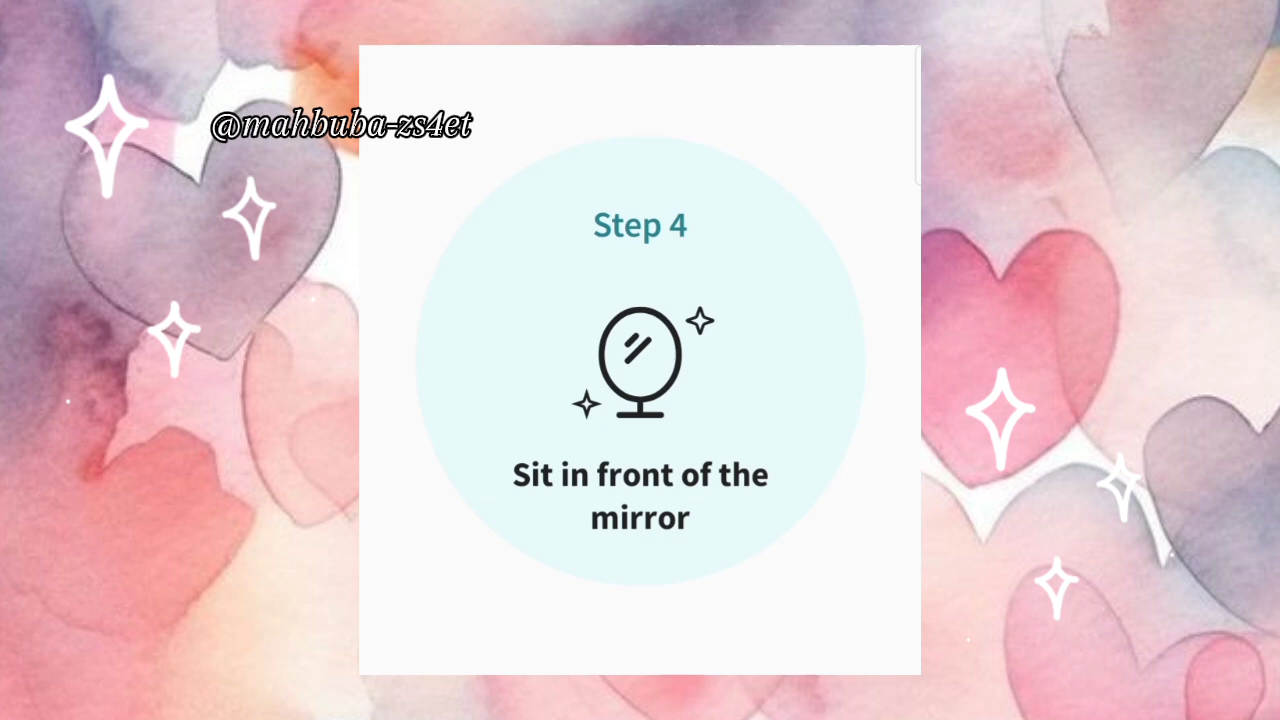 @mahbuba-zs4et
Step 4
Sit in front of the
mirror